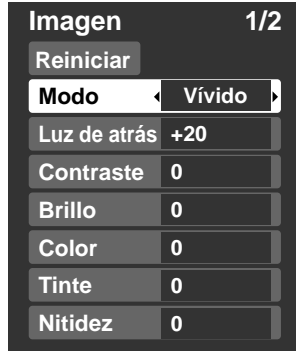 Imagen 1/2
Reiniciar
Modo Vívido
Luz de atrás +20
Contraste 0
Brillo 0
Color 0
Tinte 0
Nitidez 0